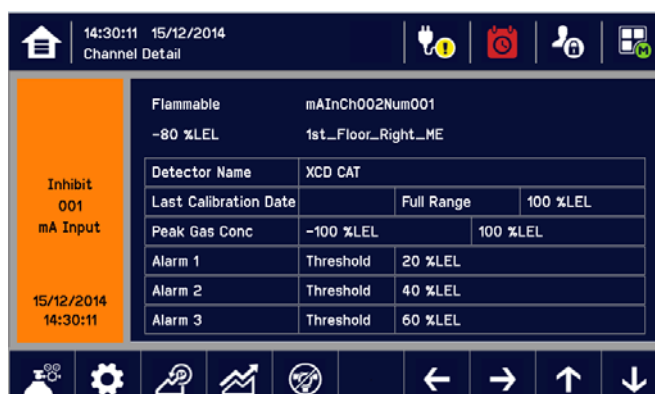 14:30:11 15/12/2014
Channel Detail
M
Inhibit
001
mA Input
15/12/2014
14:30:11
Flammable mAInCh002Num001
-80 %LEL 1st_Floor_Right_ME
Detector Name XCD CAT
Last Calibration Date Full Range 100 %LEL
Peak Gas Conc -100 %LEL 100 %LEL
Alarm 1 Threshold 20 %LEL
Alarm 2 Threshold 40 %LEL
Alarm 3 Threshold 60 %LEL